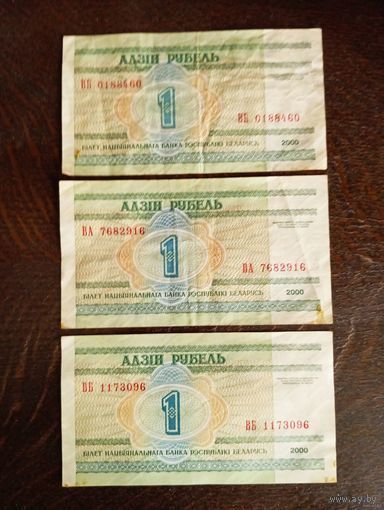 АДЗІН РУБЕЛЬ
ВБ 0188460
1
ВБ 0188460
БІЛЕТ НАЦЫЯНАЛЬНАГА БАНКА РЭСПУБЛІКІ БЕЛАРУСЬ 2000
АДЗІН РУБЕЛЬ
ВА 7682916
1
ВА 7682916
БІЛЕТ НАЦЫЯНАЛЬНАГА БАНКА РЭСПУБЛІКІ БЕЛАРУСЬ 2000
АДЗІН РУБЕЛЬ
ВБ 1173096
1
ВБ 1173096
БІЛЕТ НАЦЫЯНАЛЬНАГА БАНКА РЭСПУБЛІКІ БЕЛАРУСЬ 2000
www.ay.by